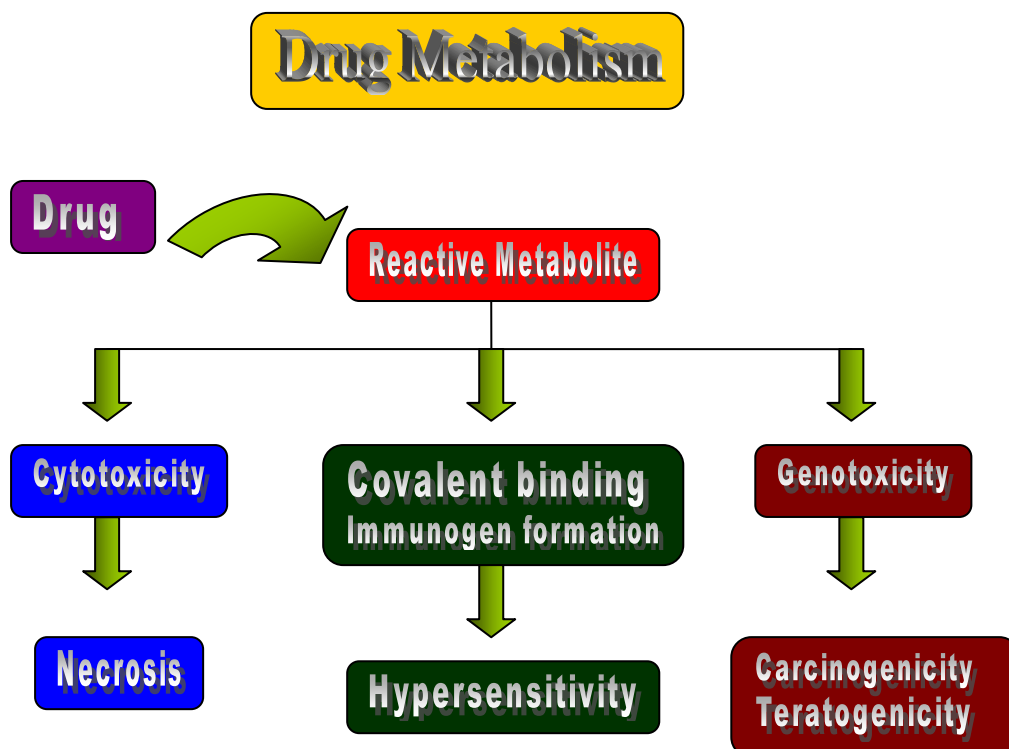 Drug Metabolism
Drug
Reactive Metabolite
Cytotoxicity
Covalent binding
Immunogen formation
Genotoxicity
Necrosis
Hypersensitivity
Carcinogenicity
Teratogenicity